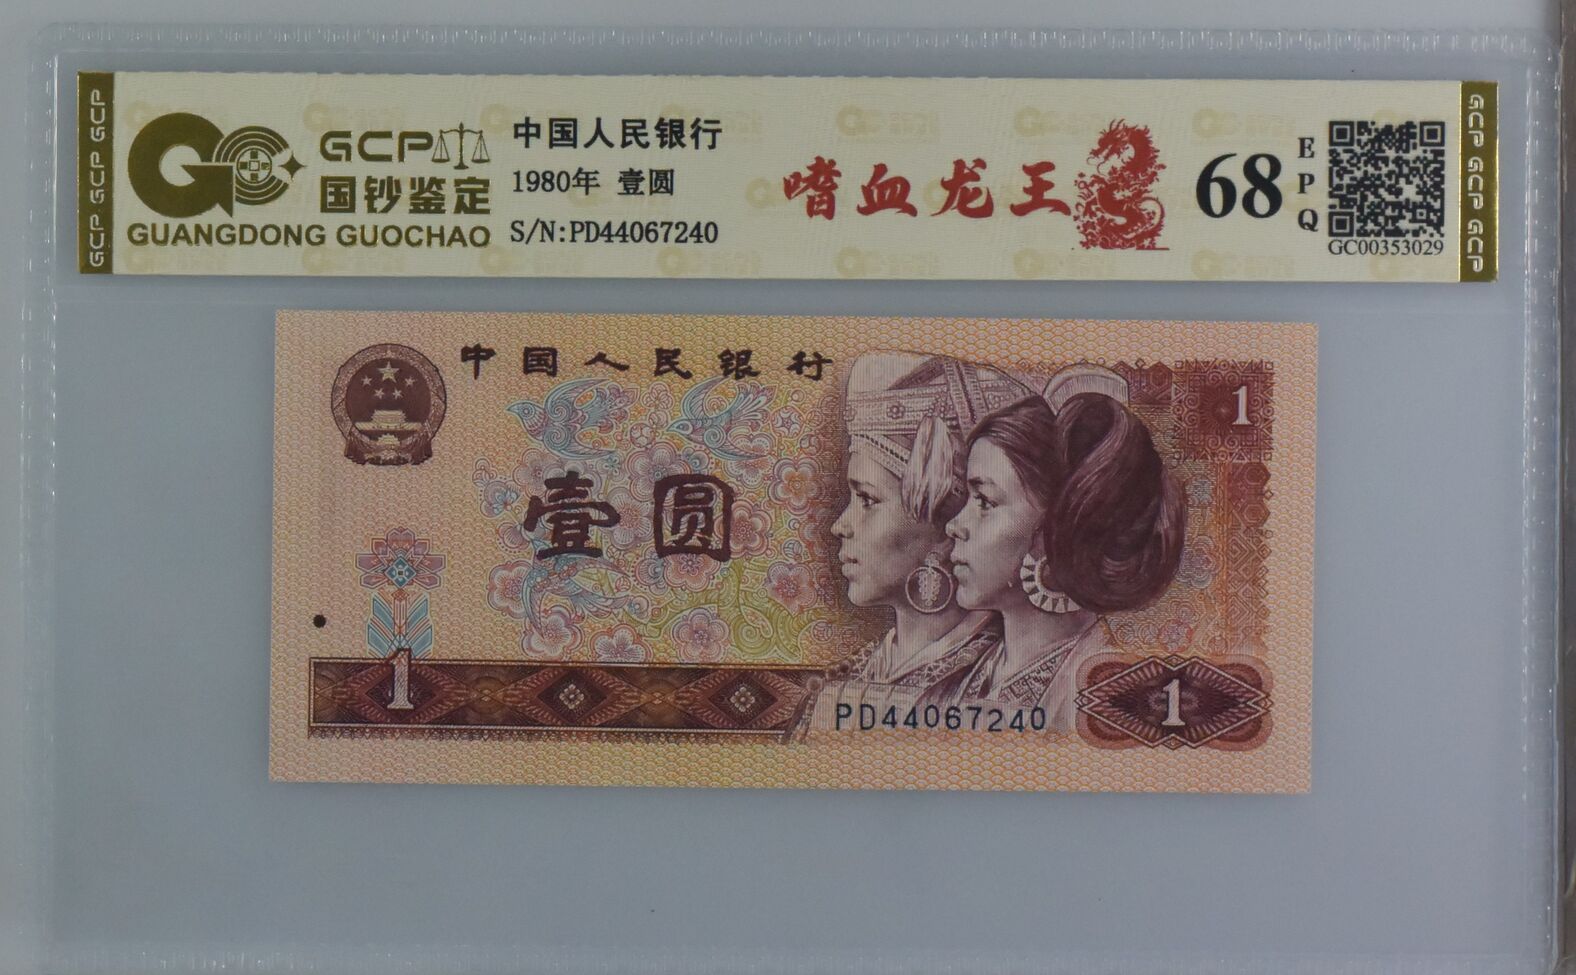 GCP GCP GCP
GCP
国钞鉴定
GUANGDONG GUOCHAO
中国人民银行
1980年 壹圆
S/N:PD44067240
嗜血龙王
68
EPQ
GC00353029
GCP GCP GCP
中国人民银行
1
壹圆
1
PD44067240
1